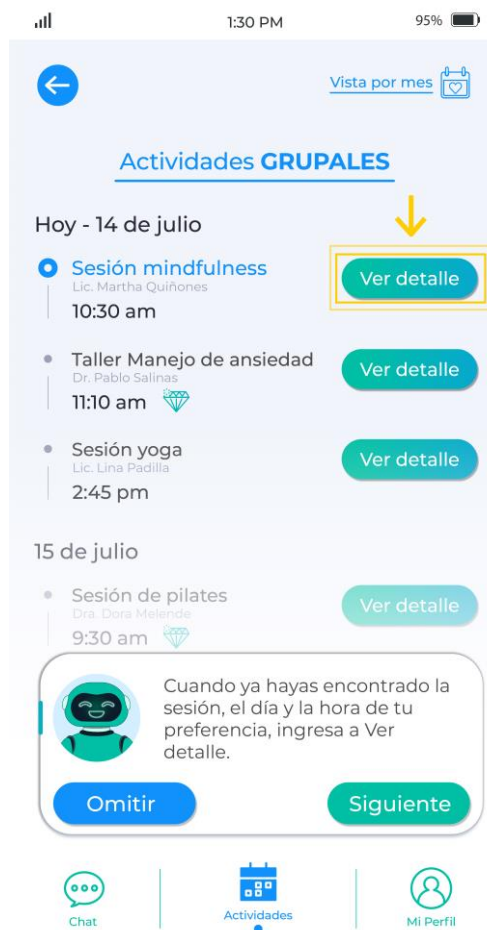 1:30 PM
95%
Vista por mes
Actividades GRUPALES
Hoy - 14 de julio
Sesión mindfulness
Lic. Martha Quiñones
10:30 am
Ver detalle
Taller Manejo de ansiedad
Dr. Pablo Salinas
11:10 am
Ver detalle
Sesión yoga
Lic. Lina Padilla
2:45 pm
Ver detalle
15 de julio
Sesión de pilates
Dra. Dora Melende
9:30 am
Ver detalle
Cuando ya hayas encontrado la
sesión, el día y la hora de tu
preferencia, ingresa a Ver
detalle.
Omitir
Siguiente
Chat
Actividades
Mi Perfil